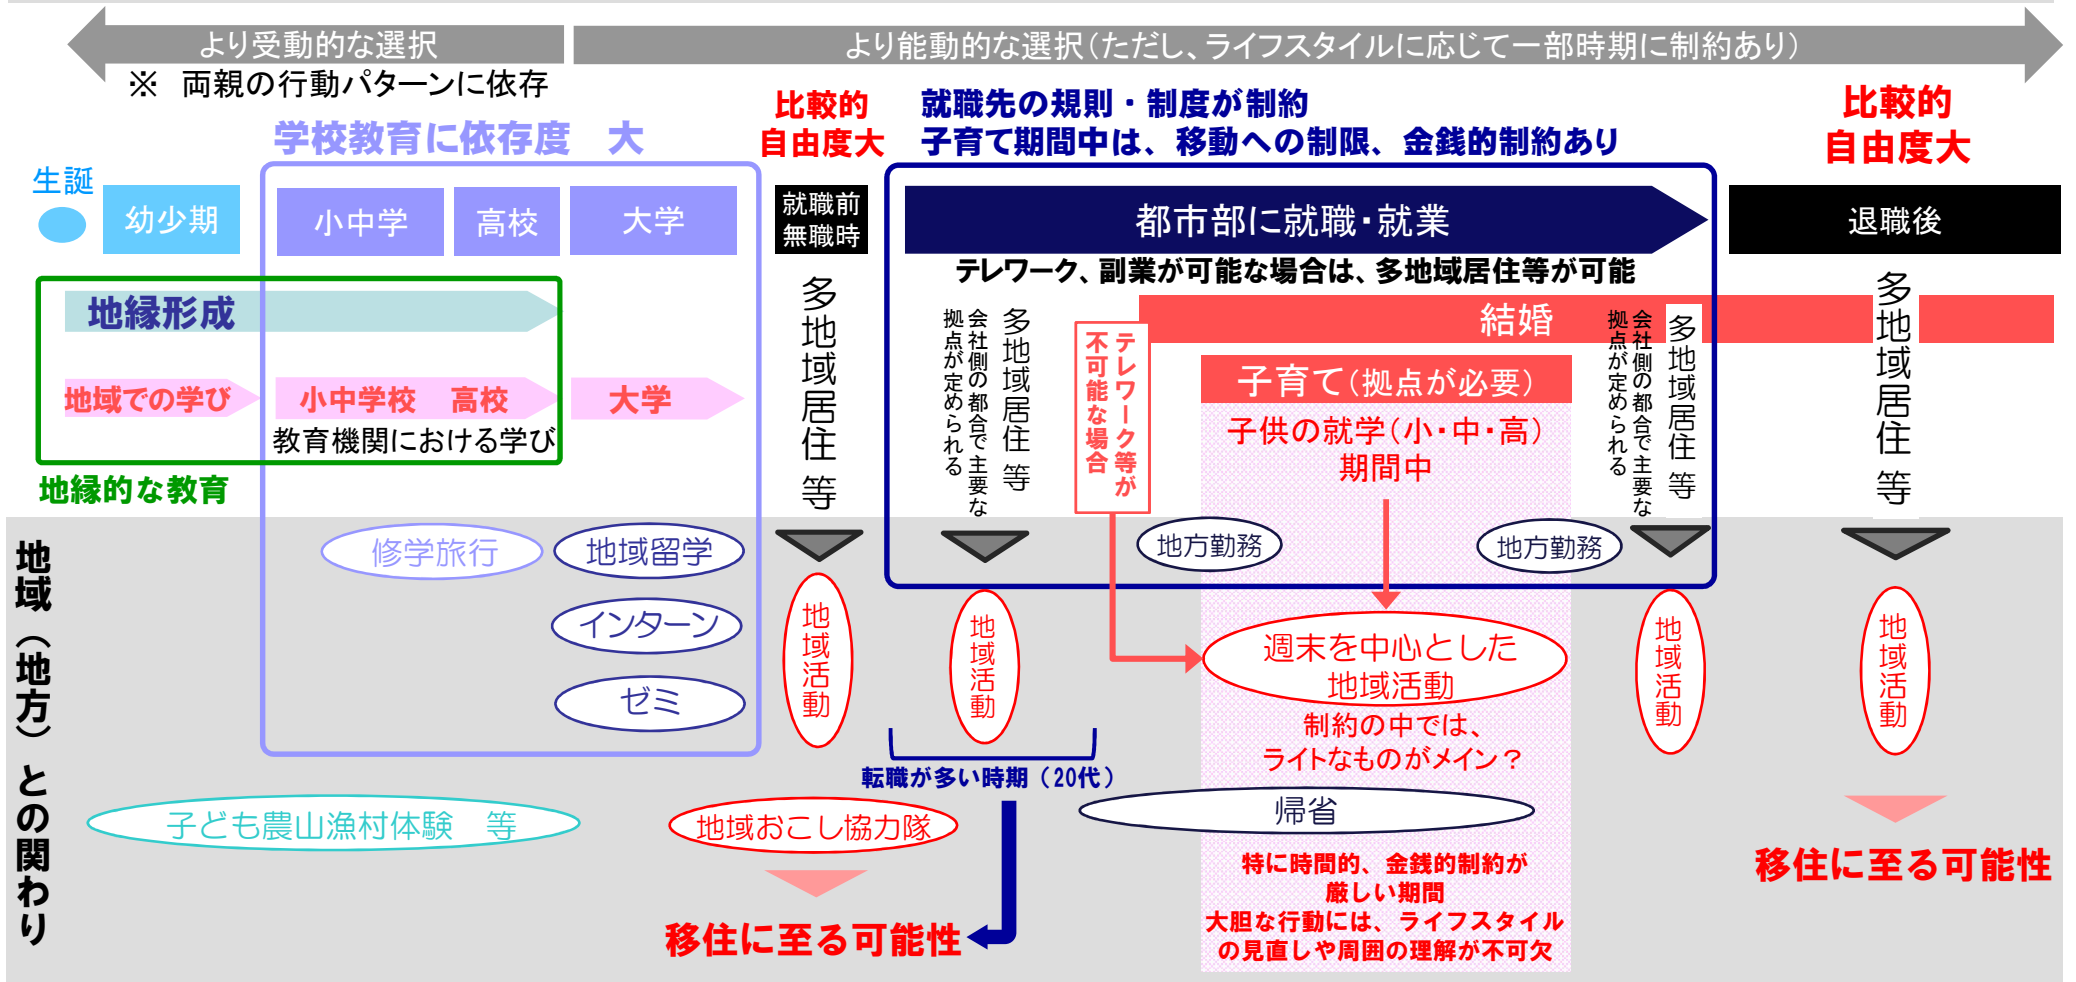 より受動的な選択
より能動的な選択（ただし、ライフスタイルに応じて一部時期に制約あり）
※　両親の行動パターンに依存
学校教育に依存度　大
比較的
自由度大
就職先の規則・制度が制約
子育て期間中は、移動への制限、金銭的制約あり
比較的
自由度大
生誕
幼少期
小中学
高校
大学
就職前
無職時
都市部に就職・就業
退職後
テレワーク、副業が可能な場合は、多地域居住等が可能
地縁形成
結婚
地域での学び
小中学校　高校
大学
教育機関における学び
地縁的な教育
多地域居住　等
会社側の都合で主要な
拠点が定められる
多地域居住　等
テレワーク等が
不可能な場合
子育て（拠点が必要）
子供の就学（小・中・高）
期間中
会社側の都合で主要な
拠点が定められる
多地域居住　等
多地域居住　等
地域（地方）との関わり
修学旅行
地域留学
インターン
ゼミ
地方勤務
地方勤務
地域活動
地域活動
週末を中心とした
地域活動
地域活動
地域活動
制約の中では、
ライトなものがメイン？
転職が多い時期（20代）
子ども農山漁村体験　等
地域おこし協力隊
帰省
移住に至る可能性
特に時間的、金銭的制約が
厳しい期間
大胆な行動には、ライフスタイル
の見直しや周囲の理解が不可欠
移住に至る可能性